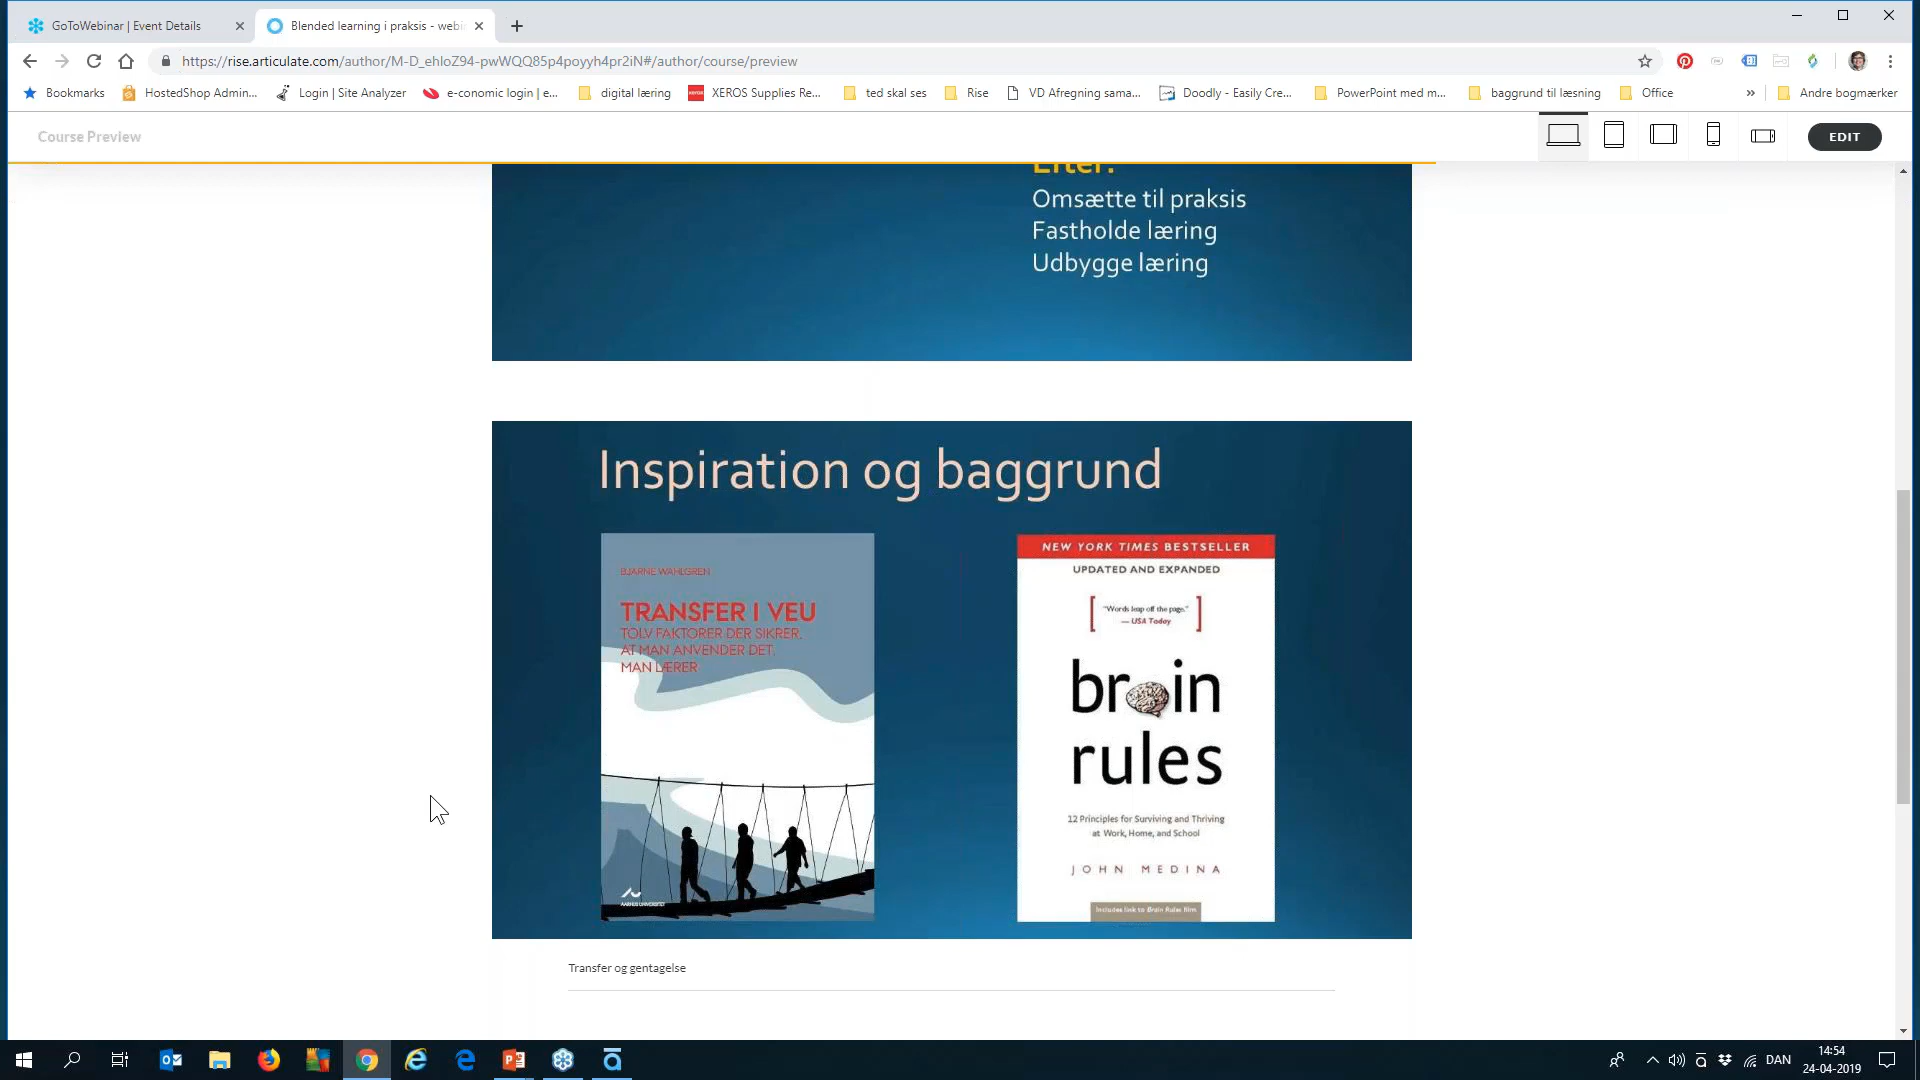 GoToWebinar | Event Details
Blended learning i praksis - webi
https://rise.articulate.com/author/M-D_ehloZ94-pwWQQ85p4poyyh4pr2iN#/author/course/preview
Bookmarks
HostedShop Admin...
Login | Site Analyzer
e-conomic login | e...
digital læring
XEROS Supplies Re...
ted skal ses
Rise
VD Afregning sama...
Doodly - Easily Cre...
PowerPoint med m...
baggrund til læsning
Office
»
Andre bogmærker
Course Preview
EDIT
Efter:
Omsætte til praksis
Fastholde læring
Udbygge læring
Inspiration og baggrund
BJARNE WAHLGREN
TRANSFER I VEU
TOLV FAKTORER DER SIKRER,
AT MAN ANVENDER DET,
MAN LÆRER
AARHUS UNIVERSITET
NEW YORK TIMES BESTSELLER
UPDATED AND EXPANDED
"Words leap off the page."
— USA Today
brain
rules
12 Principles for Surviving and Thriving
at Work, Home, and School
JOHN MEDINA
Includes link to Brain Rules film
Transfer og gentagelse
DAN
14:54
24-04-2019